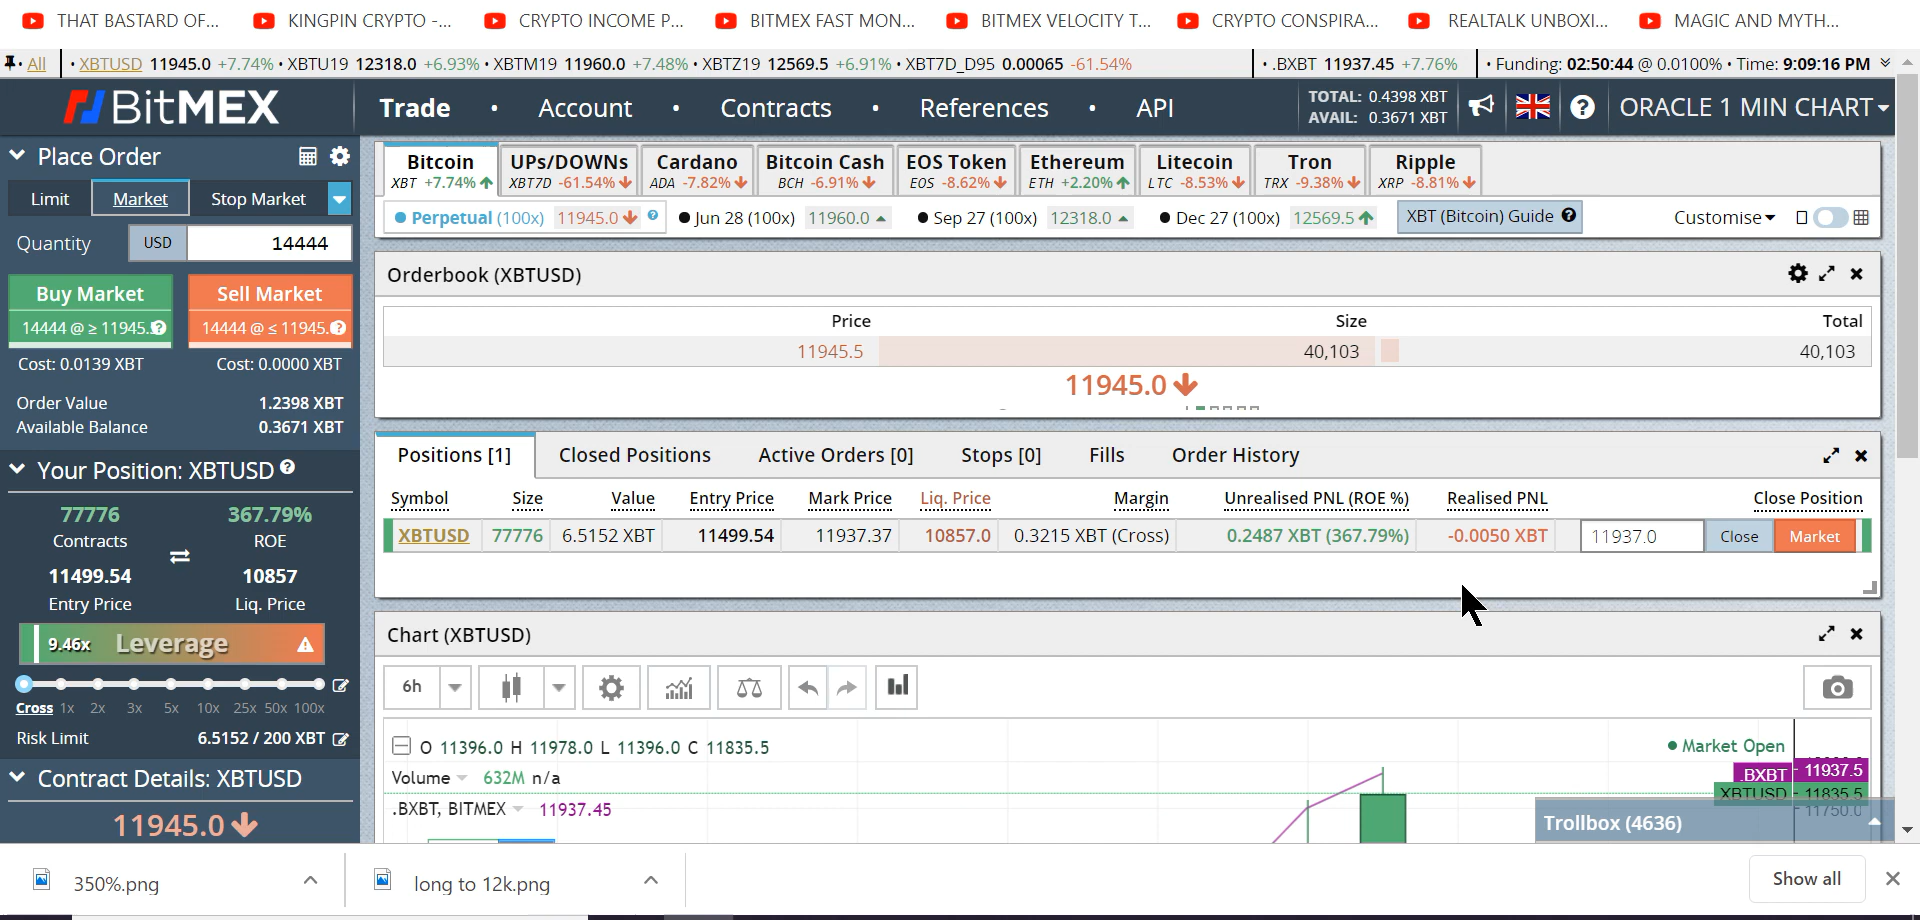 THAT BASTARD OF... KINGPIN CRYPTO -... CRYPTO INCOME P... BITMEX FAST MON... BITMEX VELOCITY T... CRYPTO CONSPIRA... REALTALK UNBOXI... MAGIC AND MYTH...
All • XBTUSD 11945.0 +7.74% • XBTU19 12318.0 +6.93% • XBTM19 11960.0 +7.48% • XBTZ19 12569.5 +6.91% • XBT7D_D95 0.00065 -61.54% • .BXBT 11937.45 +7.76% • Funding: 02:50:44 @ 0.0100% • Time: 9:09:16 PM
BitMEX Trade • Account • Contracts • References • API TOTAL: 0.4398 XBT ORACLE 1 MIN CHART
AVAIL: 0.3671 XBT
Place Order
Limit Market Stop Market
Quantity USD 14444
Buy Market Sell Market
14444 @ ≥ 11945. 14444 @ ≤ 11945.
Cost: 0.0139 XBT Cost: 0.0000 XBT
Order Value 1.2398 XBT
Available Balance 0.3671 XBT
Your Position: XBTUSD
77776 367.79%
Contracts ROE
11499.54 10857
Entry Price Liq. Price
9.46x Leverage
Cross 1x 2x 3x 5x 10x 25x 50x 100x
Risk Limit 6.5152 / 200 XBT
Contract Details: XBTUSD
11945.0
Bitcoin UPs/DOWNs Cardano Bitcoin Cash EOS Token Ethereum Litecoin Tron Ripple
XBT +7.74% XBT7D -61.54% ADA -7.82% BCH -6.91% EOS -8.62% ETH +2.20% LTC -8.53% TRX -9.38% XRP -8.81%
Perpetual (100x) 11945.0 Jun 28 (100x) 11960.0 Sep 27 (100x) 12318.0 Dec 27 (100x) 12569.5 XBT (Bitcoin) Guide Customise
Orderbook (XBTUSD)
Price Size Total
11945.5 40,103 40,103
11945.0
Positions [1] Closed Positions Active Orders [0] Stops [0] Fills Order History
Symbol Size Value Entry Price Mark Price Liq. Price Margin Unrealised PNL (ROE %) Realised PNL Close Position
XBTUSD 77776 6.5152 XBT 11499.54 11937.37 10857.0 0.3215 XBT (Cross) 0.2487 XBT (367.79%) -0.0050 XBT 11937.0 Close Market
Chart (XBTUSD)
6h
O 11396.0 H 11978.0 L 11396.0 C 11835.5 Market Open
Volume 632M n/a .BXBT 11937.5
XBTUSD 11835.5
.BXBT, BITMEX 11937.45 11750.0
Trollbox (4636)
350%.png long to 12k.png Show all